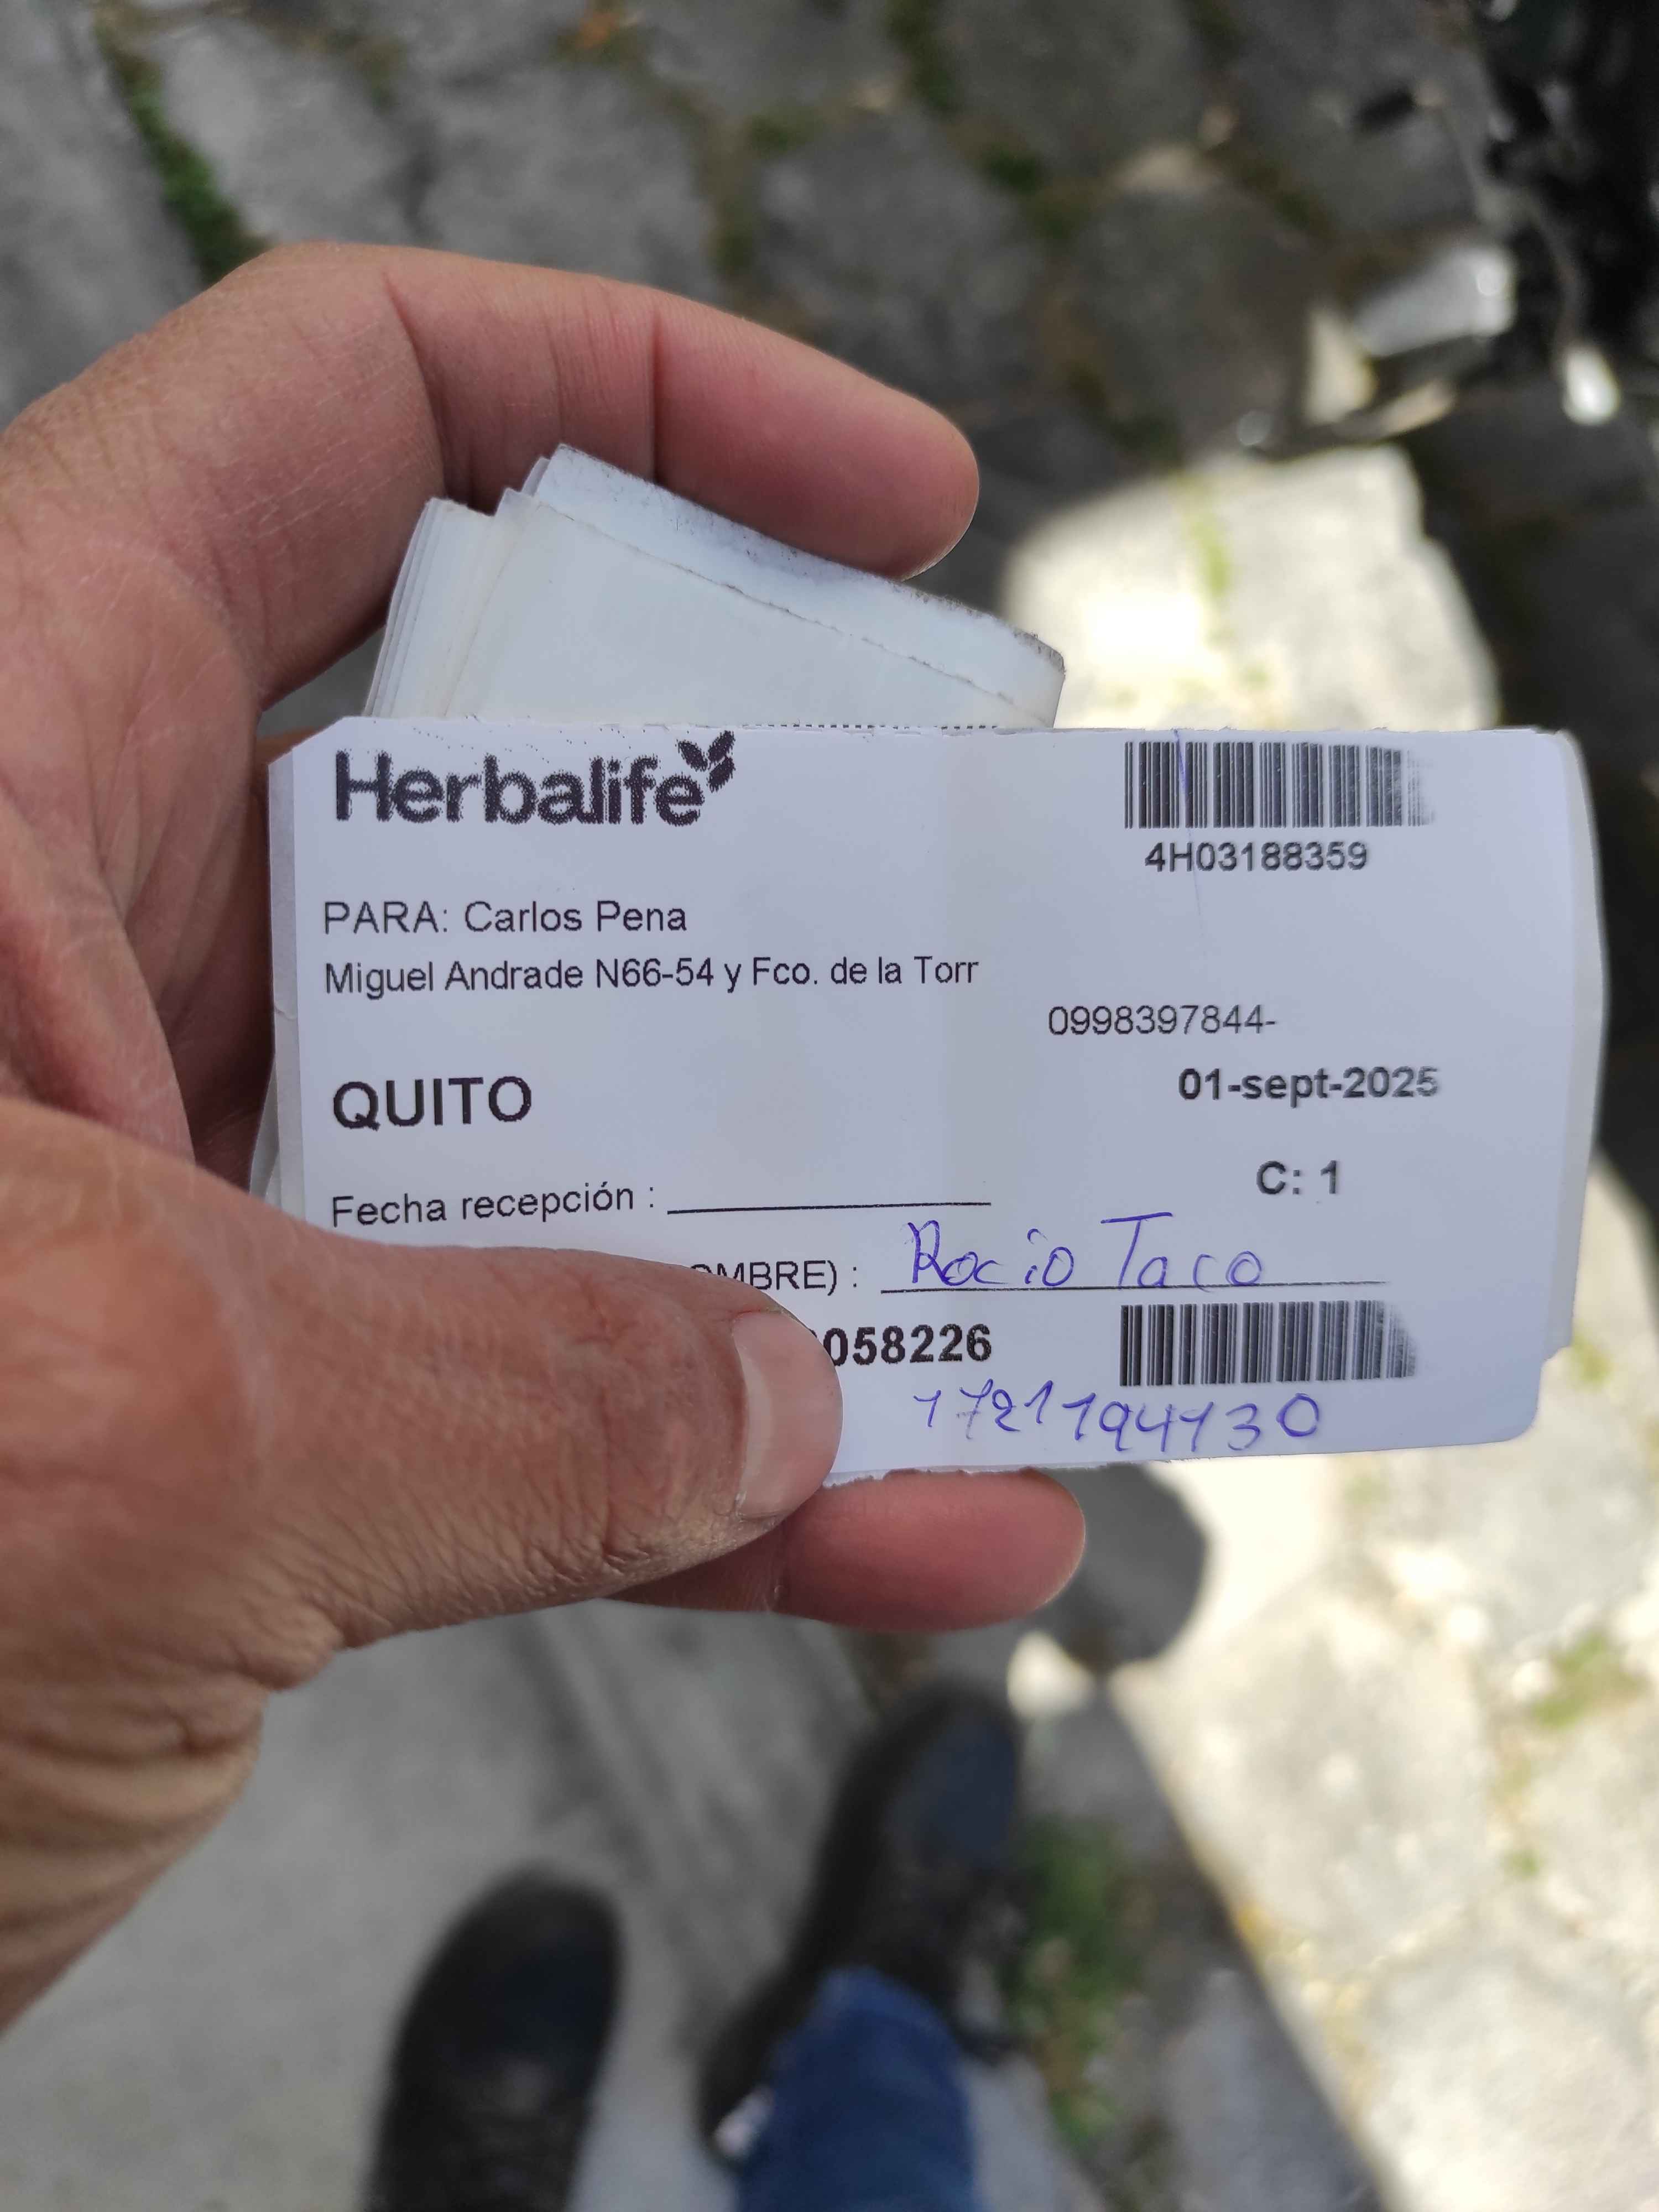 Herbalife
4H03188359
PARA: Carlos Pena
Miguel Andrade N66-54 y Fco. de la Torr
0998397844-
QUITO
01-sept-2025
C: 1
Fecha recepción :
OMBRE) : Rocio Taco
058226
1721194130